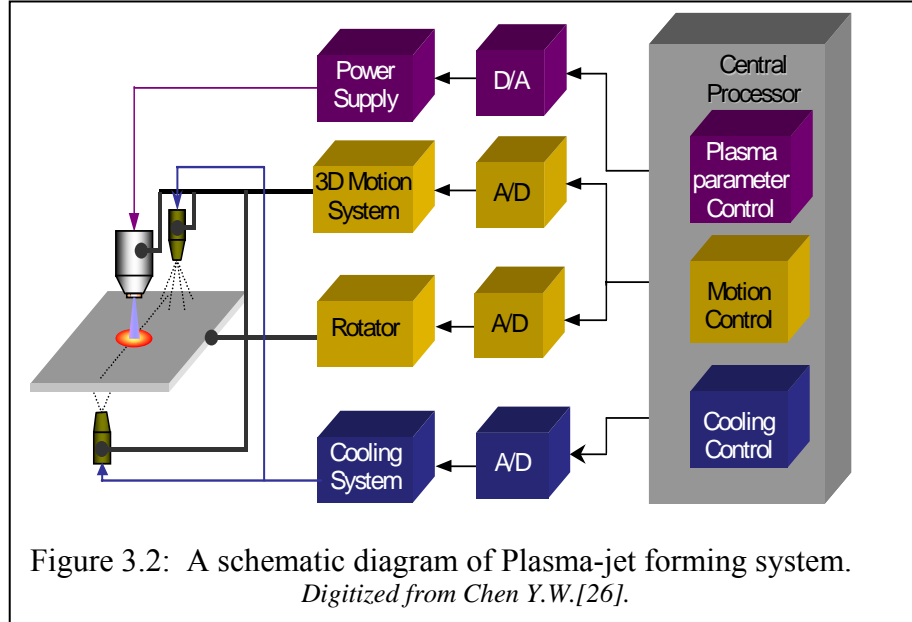 Central
Processor
Power
Supply
D/A
Plasma
parameter
Control
3D Motion
System
A/D
Motion
Control
Rotator
A/D
Cooling
Control
Cooling
System
A/D
Figure 3.2:  A schematic diagram of Plasma-jet forming system.
Digitized from Chen Y.W.[26].